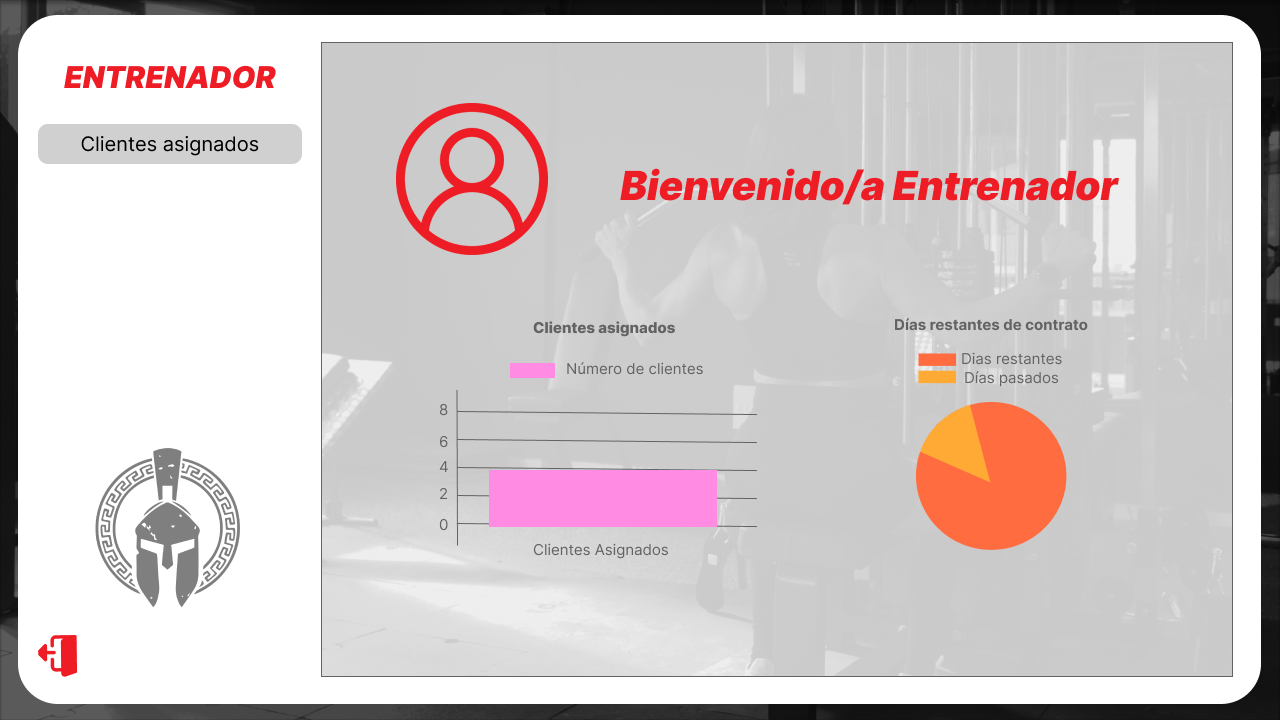 ENTRENADOR
Clientes asignados
Bienvenido/a Entrenador
Clientes asignados
Número de clientes
8
6
4
2
0
Clientes Asignados
Días restantes de contrato
Dias restantes
Días pasados